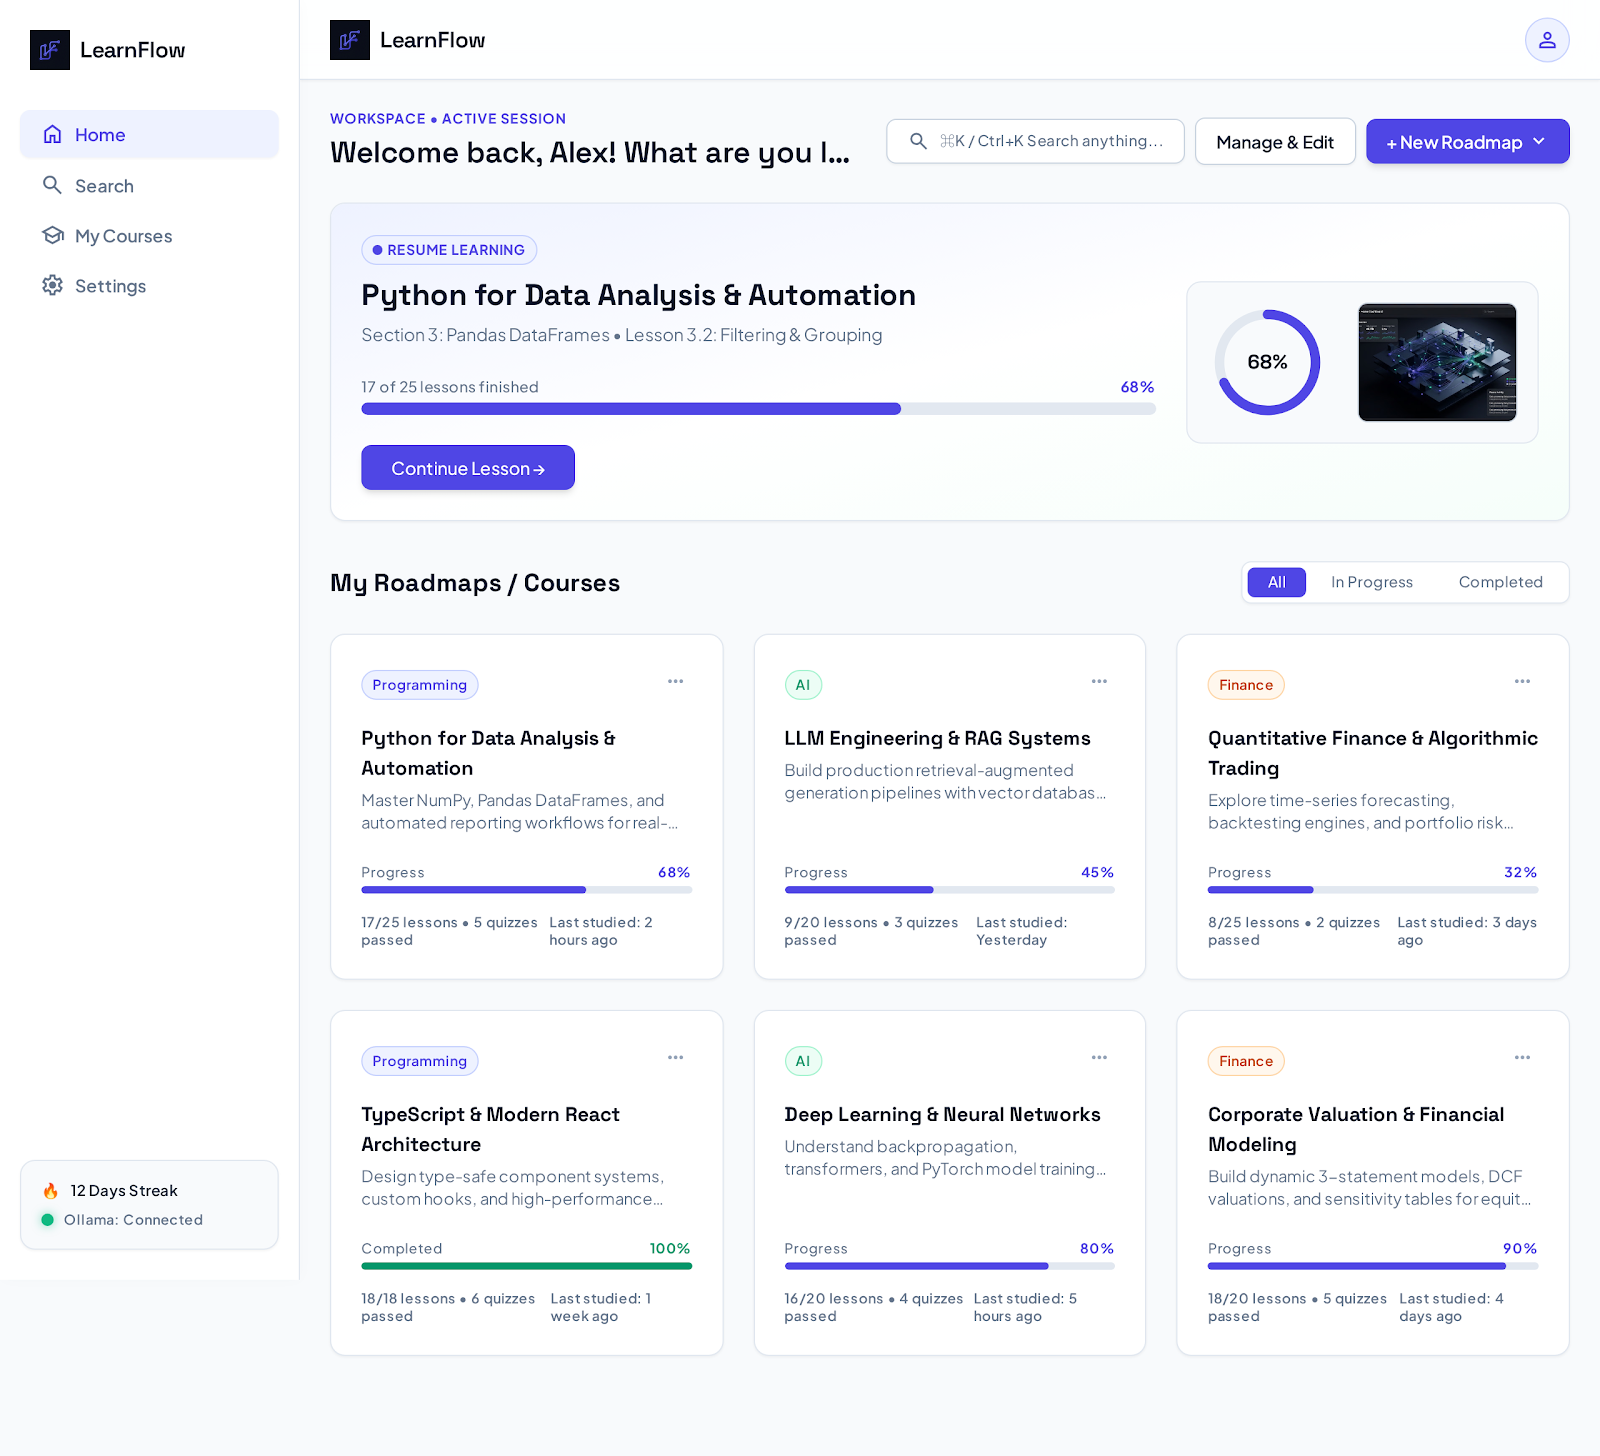 LearnFlow
Home
Search
My Courses
Settings
🔥 12 Days Streak
Ollama: Connected
LearnFlow
WORKSPACE • ACTIVE SESSION
Welcome back, Alex! What are you l...
⌘K / Ctrl+K Search anything...
Manage & Edit
+ New Roadmap
RESUME LEARNING
Python for Data Analysis & Automation
Section 3: Pandas DataFrames • Lesson 3.2: Filtering & Grouping
17 of 25 lessons finished
68%
Continue Lesson →
68%
My Roadmaps / Courses
All
In Progress
Completed
Programming
Python for Data Analysis &
Automation
Master NumPy, Pandas DataFrames, and
automated reporting workflows for real-...
Progress
68%
17/25 lessons • 5 quizzes
passed
Last studied: 2
hours ago
AI
LLM Engineering & RAG Systems
Build production retrieval-augmented
generation pipelines with vector databas...
Progress
45%
9/20 lessons • 3 quizzes
passed
Last studied:
Yesterday
Finance
Quantitative Finance & Algorithmic
Trading
Explore time-series forecasting,
backtesting engines, and portfolio risk...
Progress
32%
8/25 lessons • 2 quizzes
passed
Last studied: 3 days
ago
Programming
TypeScript & Modern React
Architecture
Design type-safe component systems,
custom hooks, and high-performance...
Completed
100%
18/18 lessons • 6 quizzes
passed
Last studied: 1
week ago
AI
Deep Learning & Neural Networks
Understand backpropagation,
transformers, and PyTorch model training...
Progress
80%
16/20 lessons • 4 quizzes
passed
Last studied: 5
hours ago
Finance
Corporate Valuation & Financial
Modeling
Build dynamic 3-statement models, DCF
valuations, and sensitivity tables for equit...
Progress
90%
18/20 lessons • 5 quizzes
passed
Last studied: 4
days ago